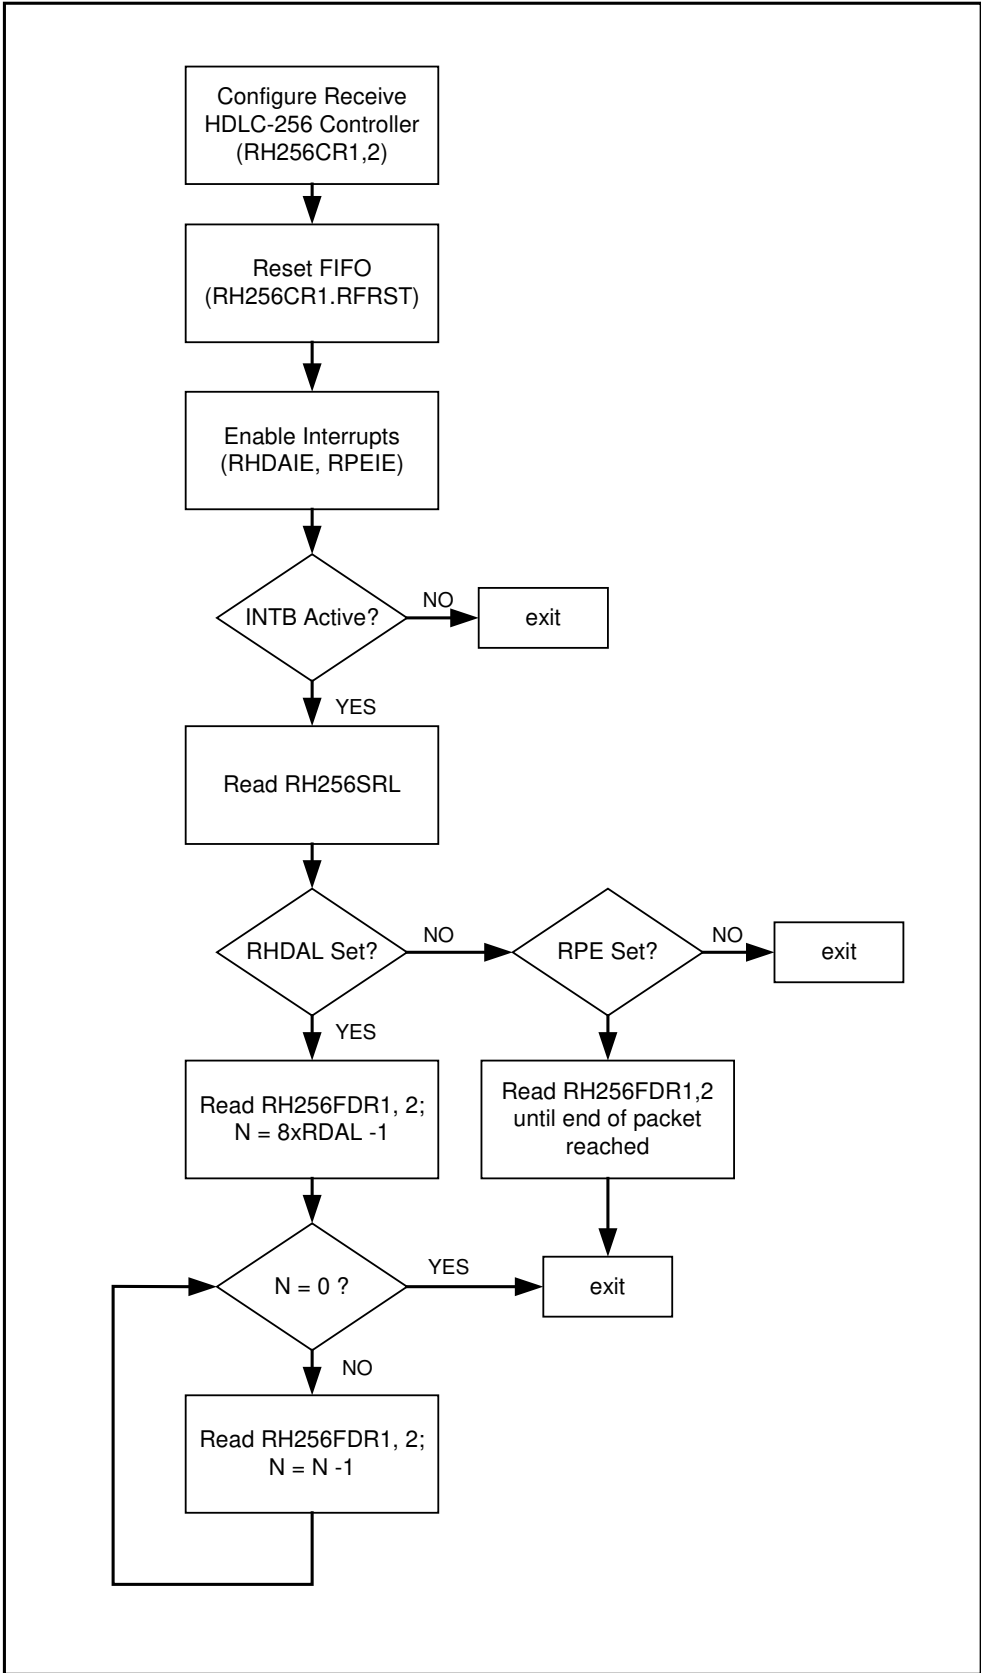 Configure Receive
HDLC-256 Controller
(RH256CR1,2)
Reset FIFO
(RH256CR1.RFRST)
Enable Interrupts
(RHDAIE, RPEIE)
INTB Active?
NO
exit
YES
Read RH256SRL
RHDAL Set?
NO
RPE Set?
NO
exit
YES
Read RH256FDR1, 2;
N = 8xRDAL -1
Read RH256FDR1,2
until end of packet
reached
N = 0 ?
YES
exit
NO
Read RH256FDR1, 2;
N = N -1